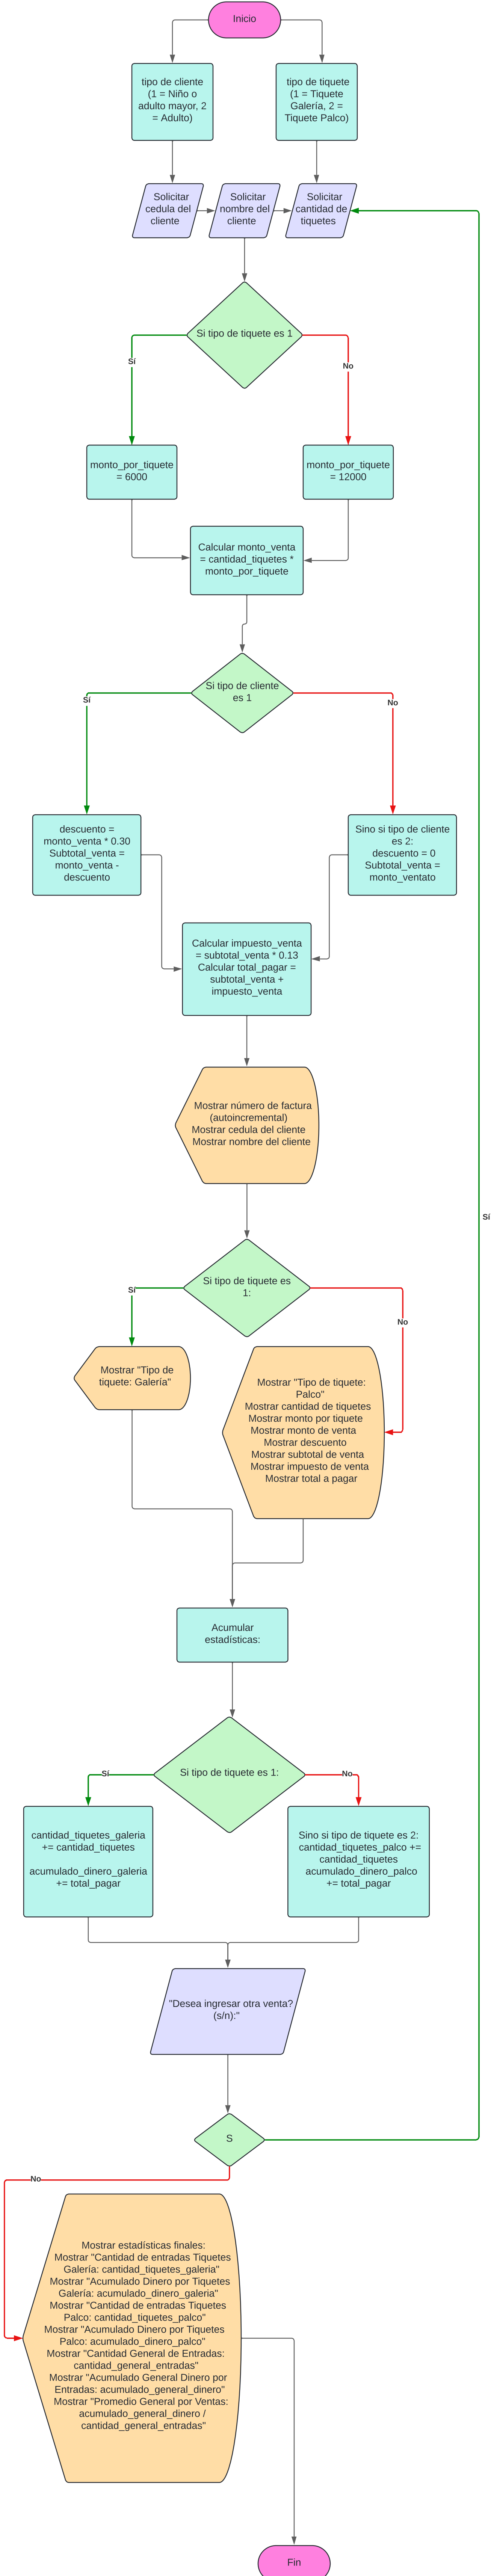 Inicio
tipo de cliente
(1 = Niño o
adulto mayor, 2
= Adulto)
tipo de tiquete
(1 = Tiquete
Galería, 2 =
Tiquete Palco)
Solicitar
cedula del
cliente
Solicitar
nombre del
cliente
Solicitar
cantidad de
tiquetes
Si tipo de tiquete es 1
Sí
No
monto_por_tiquete
= 6000
monto_por_tiquete
= 12000
Calcular monto_venta
= cantidad_tiquetes *
monto_por_tiquete
Si tipo de cliente
es 1
Sí
No
descuento =
monto_venta * 0.30
Subtotal_venta =
monto_venta -
descuento
Sino si tipo de cliente
es 2:
descuento = 0
Subtotal_venta =
monto_ventato
Calcular impuesto_venta
= subtotal_venta * 0.13
Calcular total_pagar =
subtotal_venta +
impuesto_venta
Mostrar número de factura
(autoincremental)
Mostrar cedula del cliente
Mostrar nombre del cliente
Sí
Si tipo de tiquete es
1:
Sí
No
Mostrar "Tipo de
tiquete: Galería"
Mostrar "Tipo de tiquete:
Palco"
Mostrar cantidad de tiquetes
Mostrar monto por tiquete
Mostrar monto de venta
Mostrar descuento
Mostrar subtotal de venta
Mostrar impuesto de venta
Mostrar total a pagar
Acumular
estadísticas:
Si tipo de tiquete es 1:
Sí
No
cantidad_tiquetes_galeria
+= cantidad_tiquetes
acumulado_dinero_galeria
+= total_pagar
Sino si tipo de tiquete es 2:
cantidad_tiquetes_palco +=
cantidad_tiquetes
acumulado_dinero_palco
+= total_pagar
"Desea ingresar otra venta?
(s/n):"
S
No
Mostrar estadísticas finales:
Mostrar "Cantidad de entradas Tiquetes
Galería: cantidad_tiquetes_galeria"
Mostrar "Acumulado Dinero por Tiquetes
Galería: acumulado_dinero_galeria"
Mostrar "Cantidad de entradas Tiquetes
Palco: cantidad_tiquetes_palco"
Mostrar "Acumulado Dinero por Tiquetes
Palco: acumulado_dinero_palco"
Mostrar "Cantidad General de Entradas:
cantidad_general_entradas"
Mostrar "Acumulado General Dinero por
Entradas: acumulado_general_dinero"
Mostrar "Promedio General por Ventas:
acumulado_general_dinero /
cantidad_general_entradas"
Fin